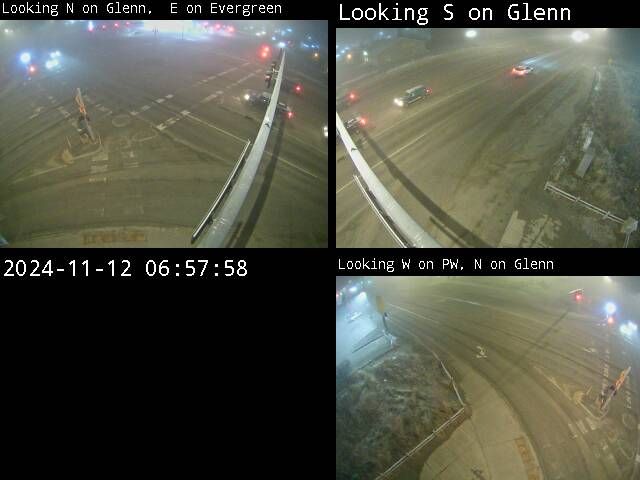 Looking N on Glenn,  E on Evergreen
Looking S on Glenn
2024-11-12 06:57:58
Looking W on PW, N on Glenn